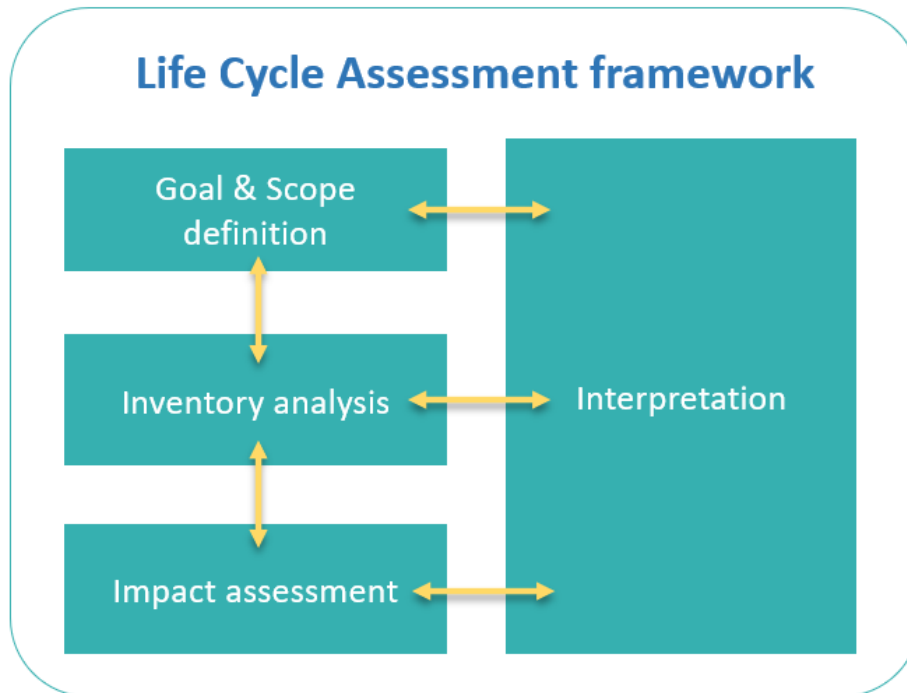 Life Cycle Assessment framework
Goal & Scope
definition
Inventory analysis
Interpretation
Impact assessment